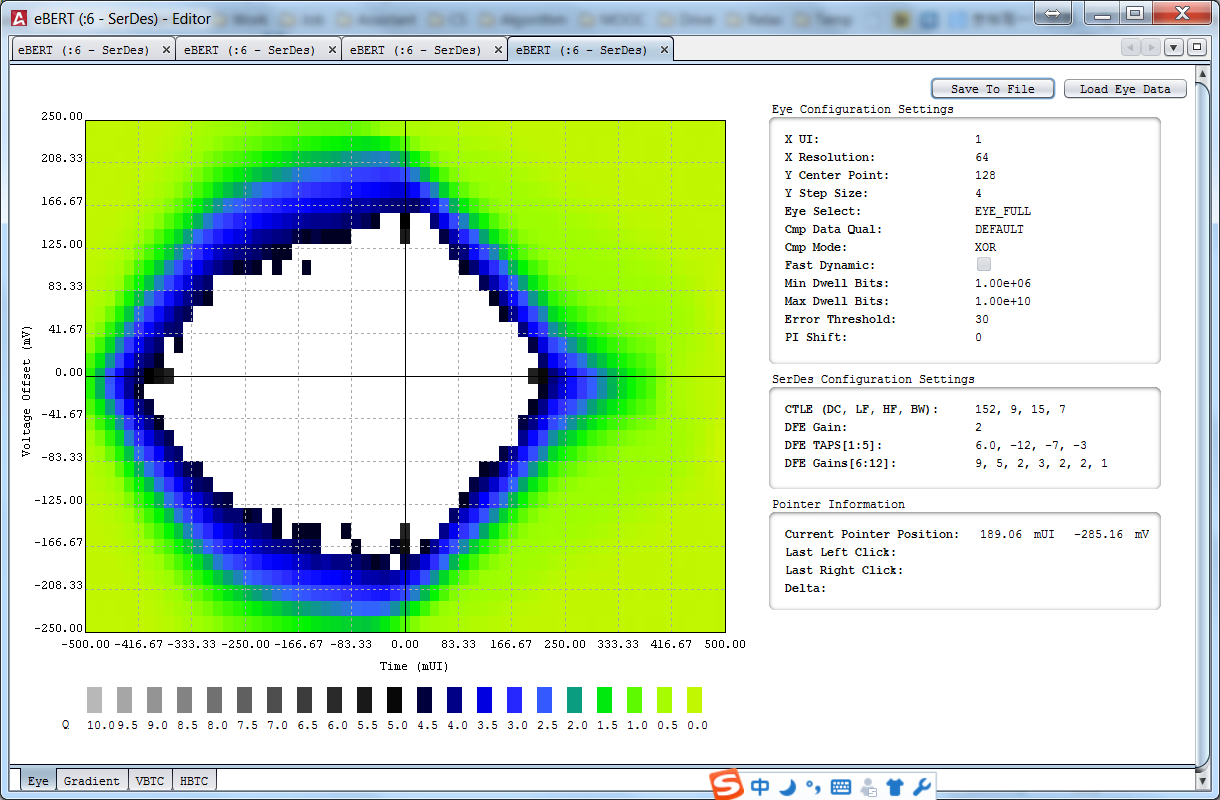 eBERT (:6 - SerDes) - Editor
eBERT (:6 - SerDes) eBERT (:6 - SerDes) eBERT (:6 - SerDes) eBERT (:6 - SerDes)
Save To File Load Eye Data
Eye Configuration Settings
X UI: 1
X Resolution: 64
Y Center Point: 128
Y Step Size: 4
Eye Select: EYE_FULL
Cmp Data Qual: DEFAULT
Cmp Mode: XOR
Fast Dynamic:
Min Dwell Bits: 1.00e+06
Max Dwell Bits: 1.00e+10
Error Threshold: 30
PI Shift: 0
SerDes Configuration Settings
CTLE (DC, LF, HF, BW): 152, 9, 15, 7
DFE Gain: 2
DFE TAPS[1:5]: 6.0, -12, -7, -3
DFE Gains[6:12]: 9, 5, 2, 3, 2, 2, 1
Pointer Information
Current Pointer Position: 189.06 mUI -285.16 mV
Last Left Click:
Last Right Click:
Delta:
Voltage Offset (mV)
250.00
208.33
166.67
125.00
83.33
41.67
0.00
-41.67
-83.33
-125.00
-166.67
-208.33
-250.00
-500.00 -416.67 -333.33 -250.00 -166.67 -83.33 0.00 83.33 166.67 250.00 333.33 416.67 500.00
Time (mUI)
Q 10.0 9.5 9.0 8.5 8.0 7.5 7.0 6.5 6.0 5.5 5.0 4.5 4.0 3.5 3.0 2.5 2.0 1.5 1.0 0.5 0.0
Eye Gradient VBTC HBTC
中